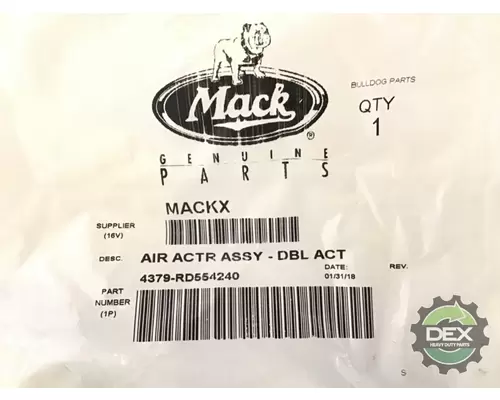 Mack
®
BULLDOG PARTS
QTY
1
GENUINE
PARTS
SUPPLIER
(16V)
MACKX
DESC. AIR ACTR ASSY - DBL ACT
4379-RD554240
DATE:
01/31/18
REV.
PART
NUMBER
(1P)
DEX
HEAVY DUTY PARTS
S